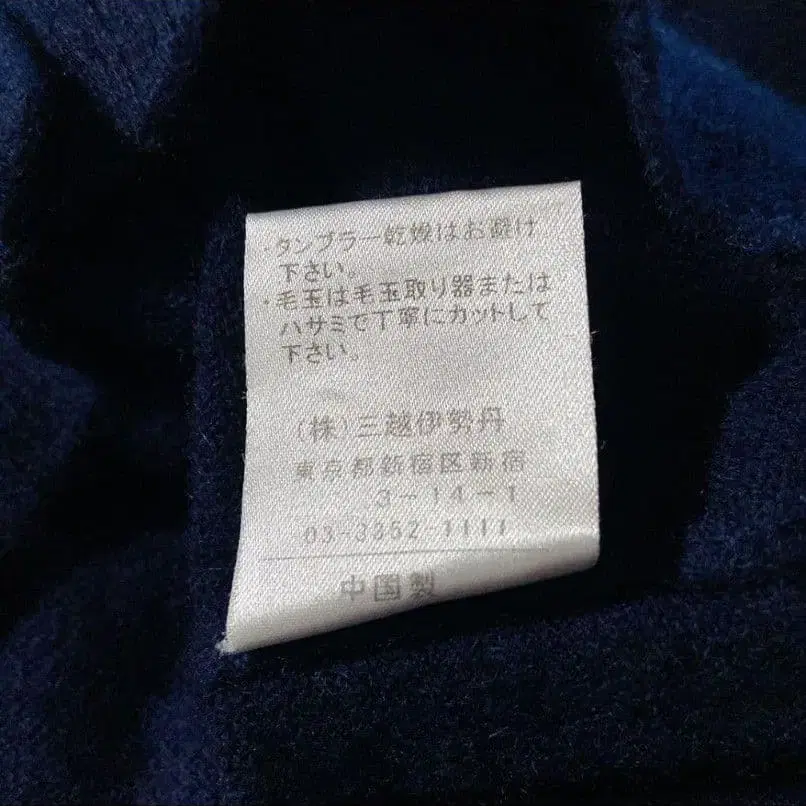 ・タンブラー乾燥はお避け
下さい。
・毛玉は毛玉取り器または
ハサミで丁寧にカットして
下さい。
(株)三越伊勢丹
東京都新宿区新宿
3-14-1
03-3352-1111
中国製